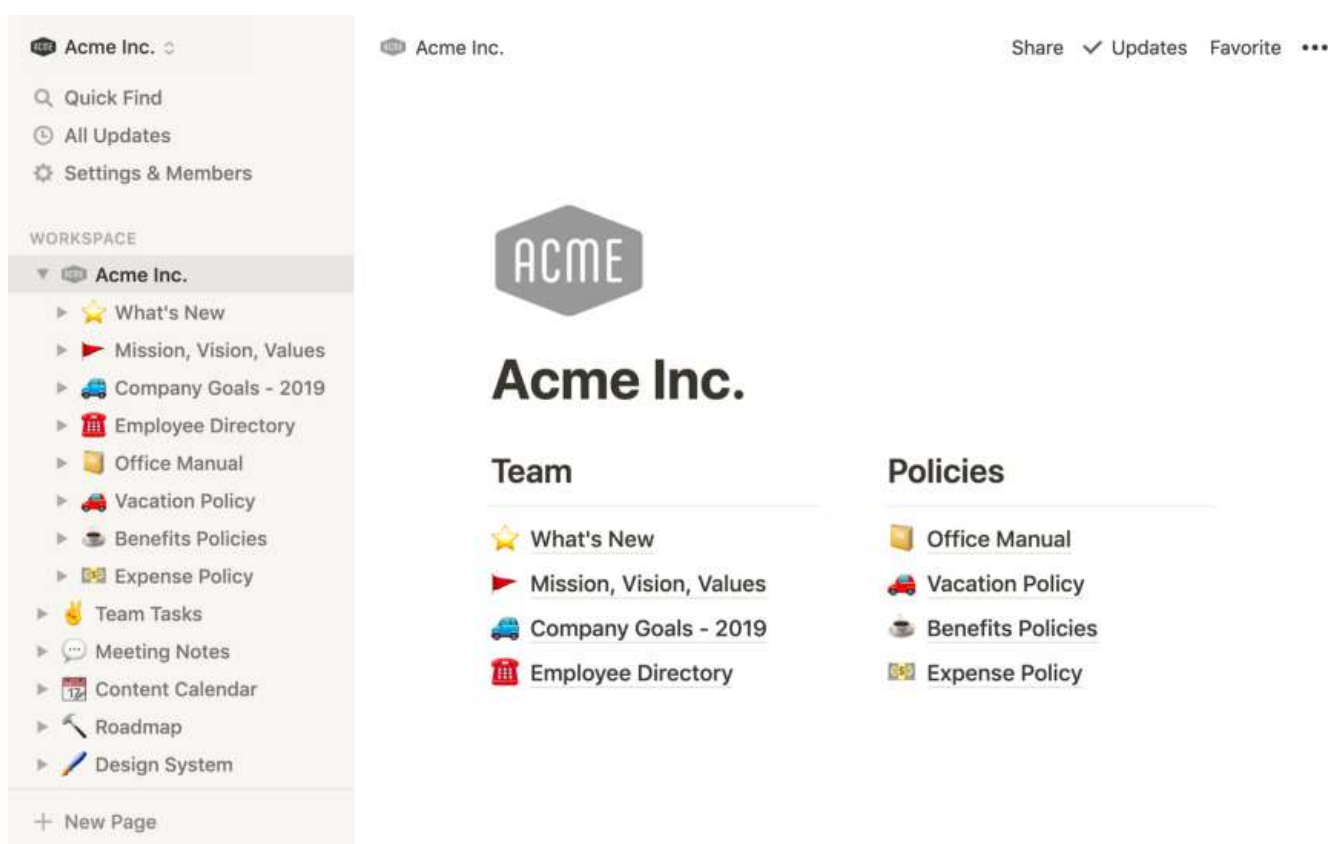 Acme Inc.
Quick Find
All Updates
Settings & Members
WORKSPACE
Acme Inc.
What's New
Mission, Vision, Values
Company Goals - 2019
Employee Directory
Office Manual
Vacation Policy
Benefits Policies
Expense Policy
Team Tasks
Meeting Notes
Content Calendar
Roadmap
Design System
New Page
Acme Inc.
Share Updates Favorite
ACME
Acme Inc.
Team
What's New
Mission, Vision, Values
Company Goals - 2019
Employee Directory
Policies
Office Manual
Vacation Policy
Benefits Policies
Expense Policy